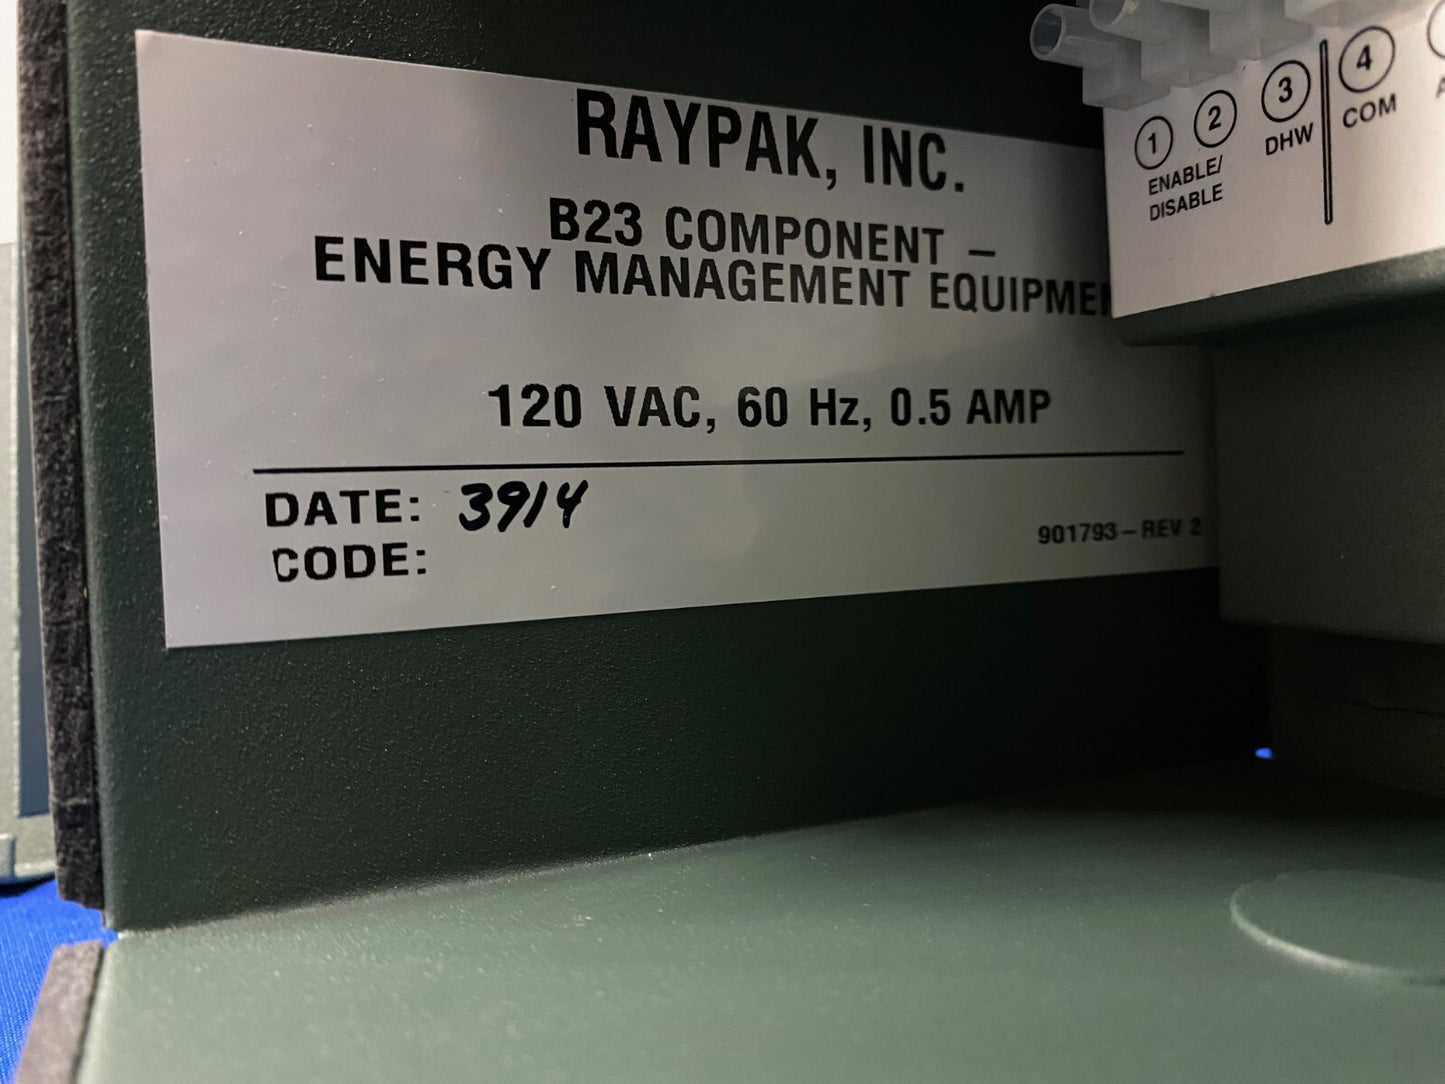 RAYPAK, INC.
B23 COMPONENT –
ENERGY MANAGEMENT
120 VAC, 60 Hz, 0.5 AMP
DATE: 3914
CODE:
901793 – REV 2
1 2 3 4
ENABLE/
DISABLE
DHW
COM